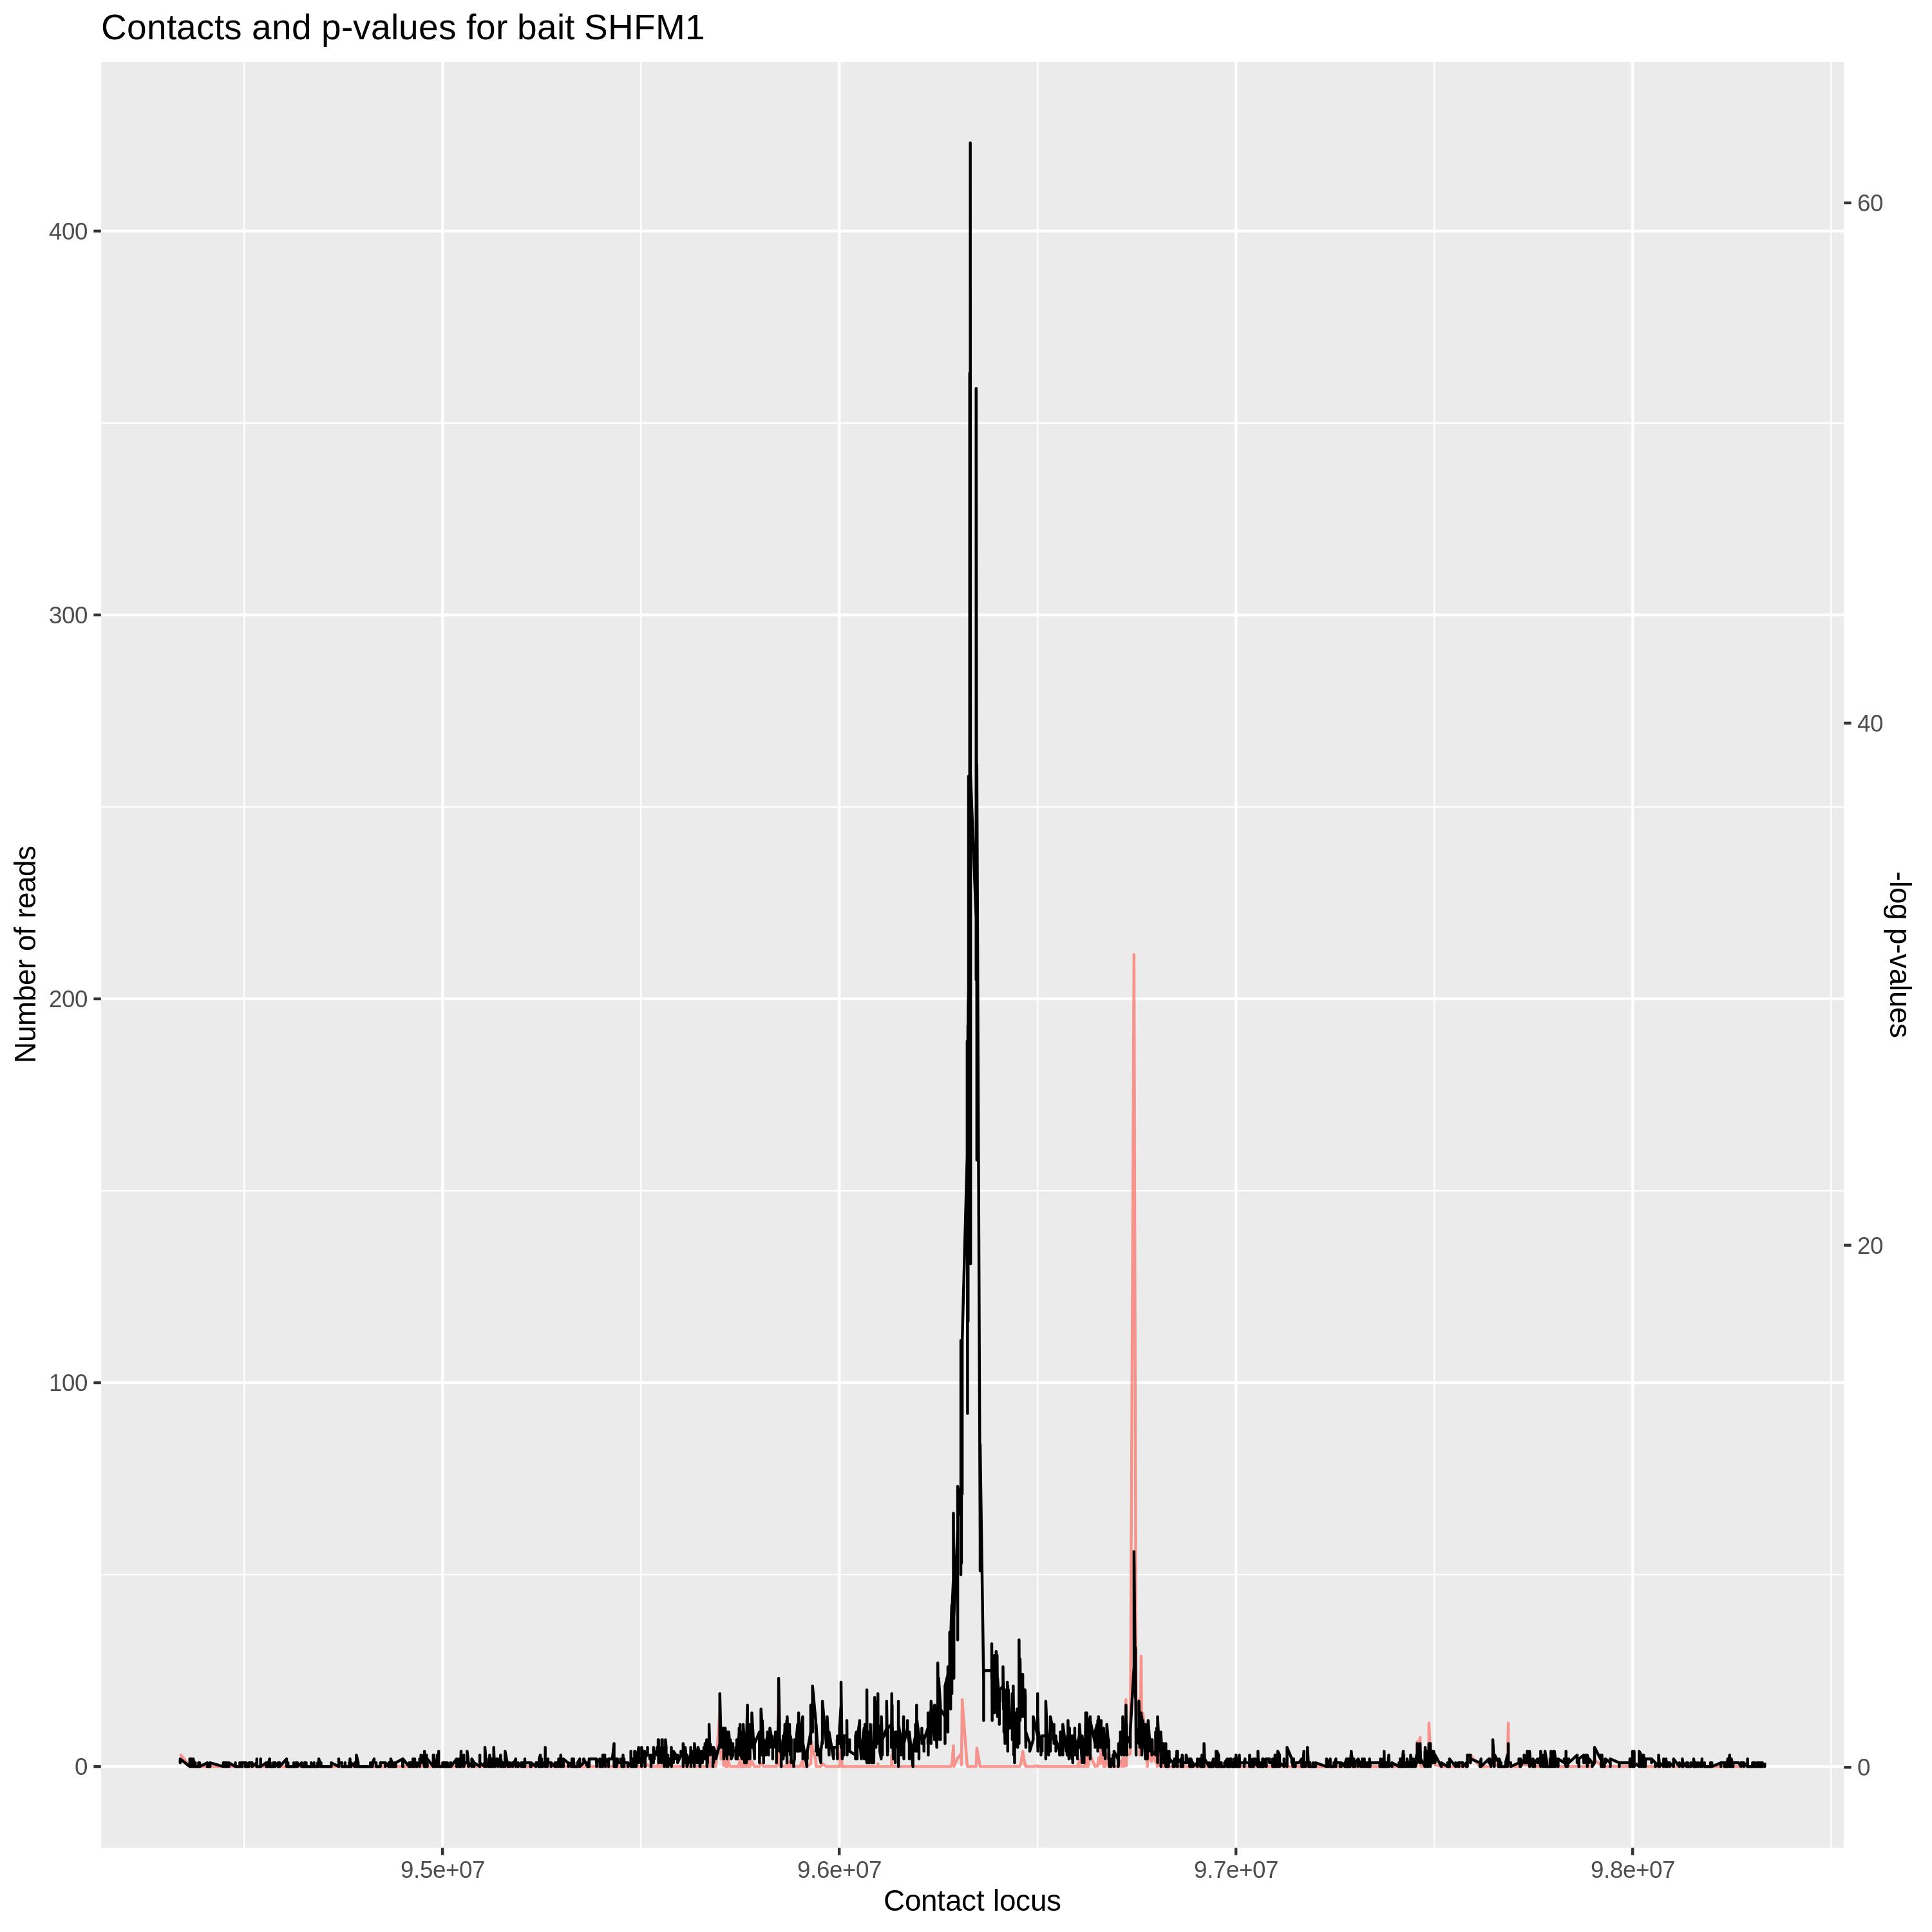 Contacts and p-values for bait SHFM1
400
300
200
100
0
Number of reads
60
40
20
0
-log p-values
9.5e+07 9.6e+07 9.7e+07 9.8e+07
Contact locus